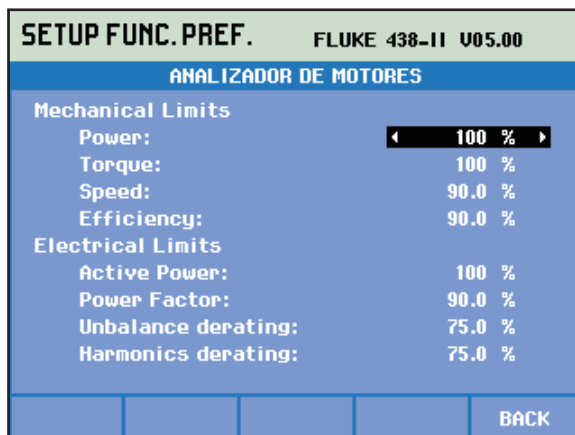 SETUP FUNC. PREF. FLUKE 438-II V05.00
ANALIZADOR DE MOTORES
Mechanical Limits
Power: 100 %
Torque: 100 %
Speed: 90.0 %
Efficiency: 90.0 %
Electrical Limits
Active Power: 100 %
Power Factor: 90.0 %
Unbalance derating: 75.0 %
Harmonics derating: 75.0 %
BACK